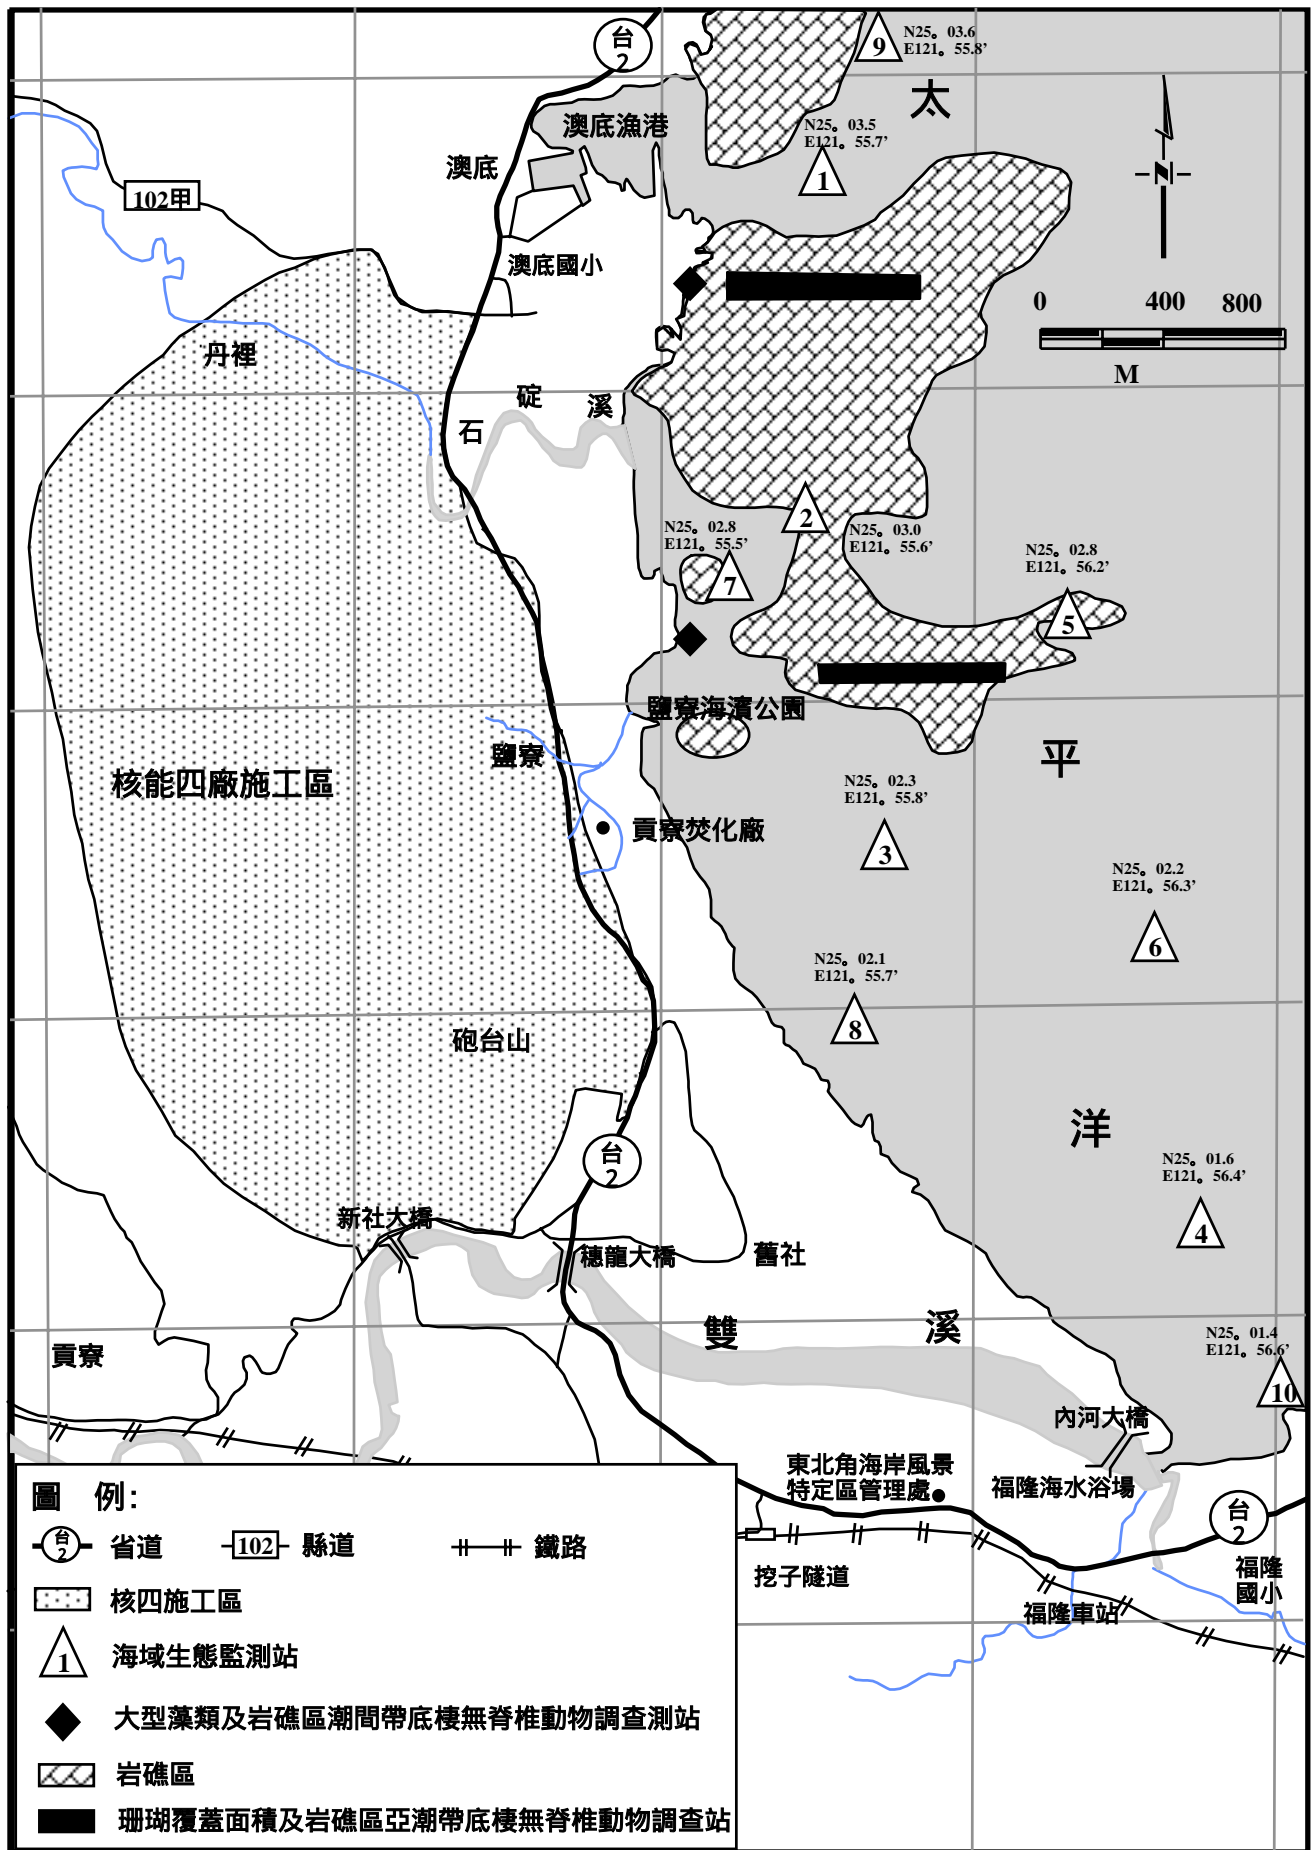 台
2
9
N25。 03.6
E121。 55.8’
太
澳底漁港
N25。 03.5
E121。 55.7’
1
澳底
102甲
N
澳底國小
0 400 800
M
丹裡
碇
溪
石
2
N25。 02.8
E121。 55.5’
N25。 03.0
E121。 55.6’
7
N25。 02.8
E121。 56.2’
5
鹽寮海濱公園
鹽寮
平
核能四廠施工區
N25。 02.3
E121。 55.8’
貢寮焚化廠
3
N25。 02.2
E121。 56.3’
6
N25。 02.1
E121。 55.7’
8
砲台山
洋
台
2
N25。 01.6
E121。 56.4’
4
新社大橋
穗龍大橋
舊社
雙
溪
N25。 01.4
E121。 56.6’
10
貢寮
內河大橋
東北角海岸風景
特定區管理處
福隆海水浴場
台
2
挖子隧道
福隆
國小
福隆車站
圖 例:
台
2
省道
102
縣道
鐵路
核四施工區
1
海域生態監測站
大型藻類及岩礁區潮間帶底棲無脊椎動物調查測站
岩礁區
珊瑚覆蓋面積及岩礁區亞潮帶底棲無脊椎動物調查站